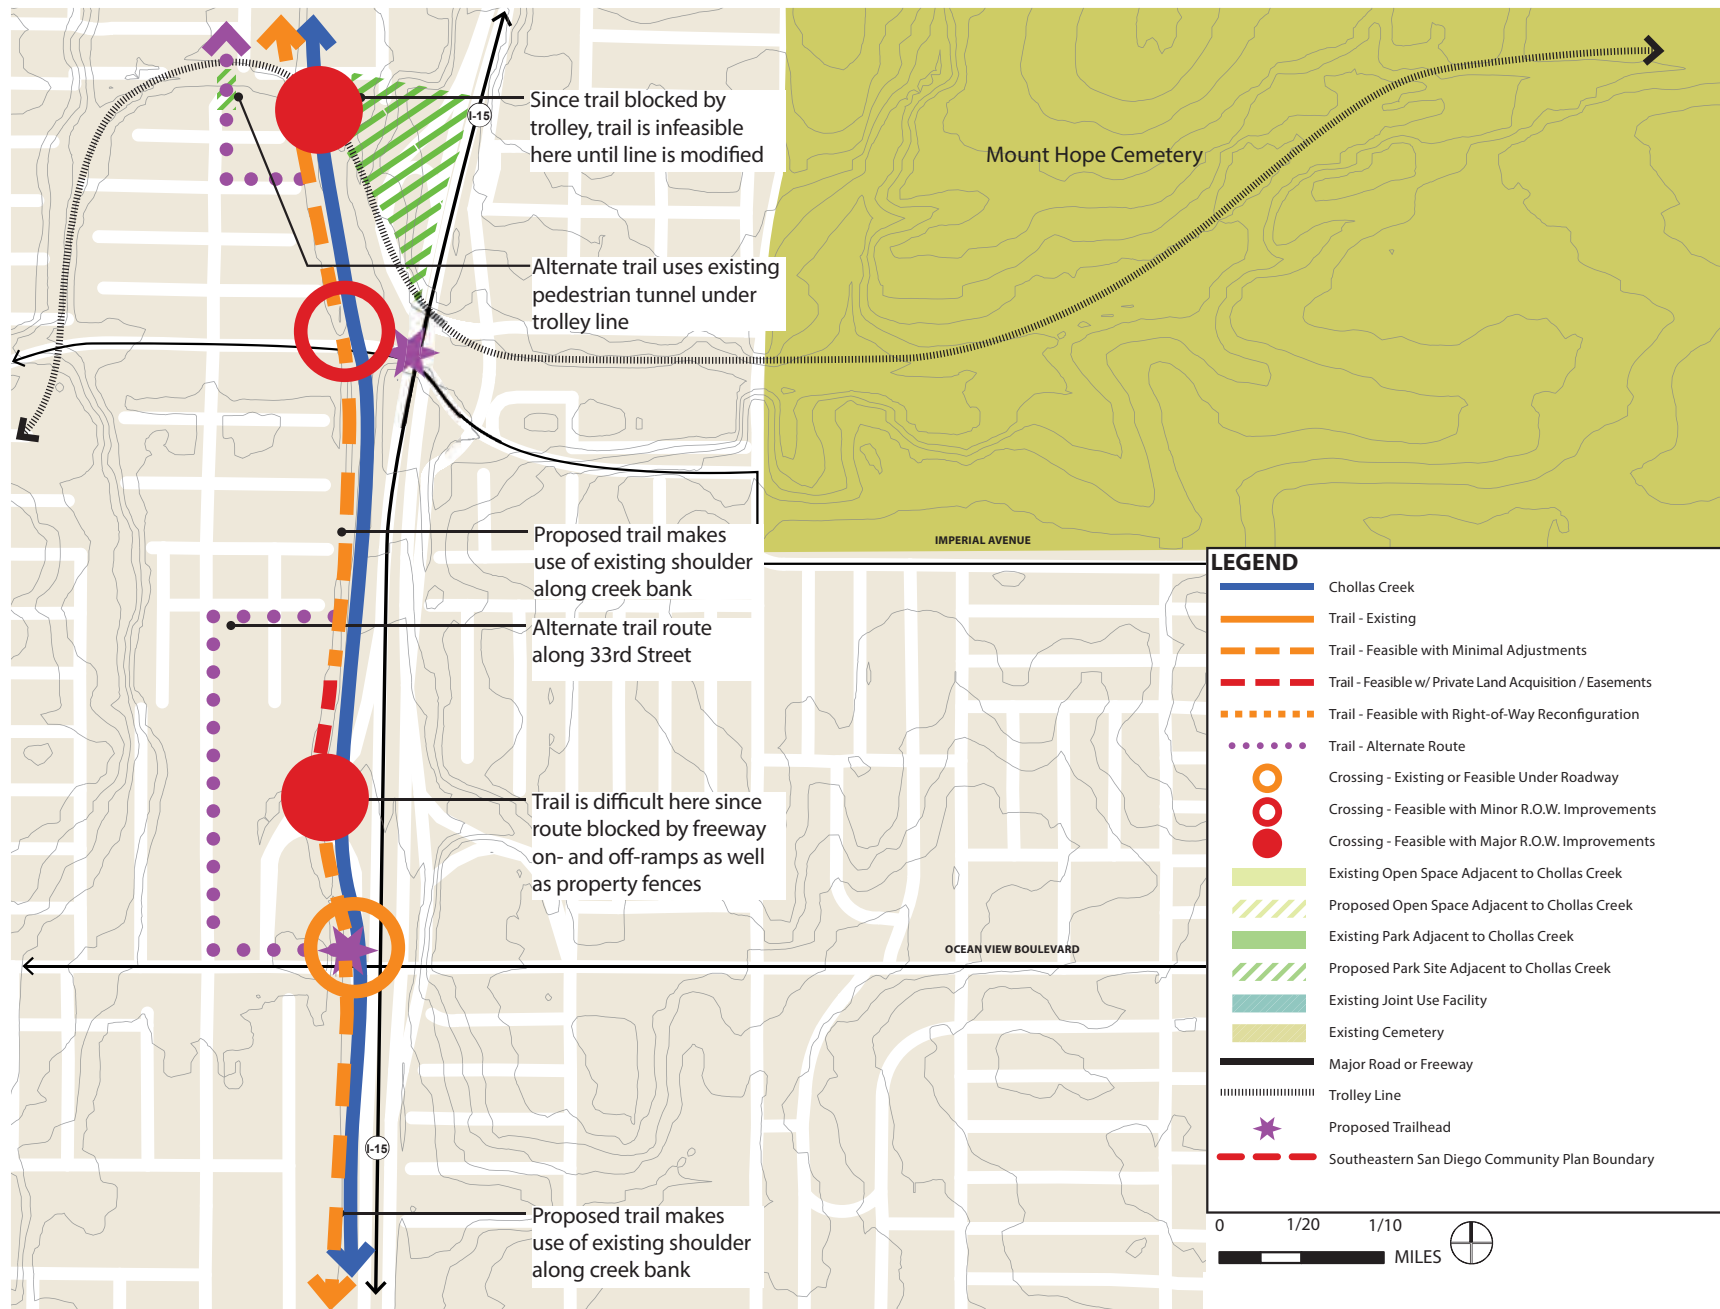 I-15
Since trail blocked by
trolley, trail is infeasible
here until line is modified
Mount Hope Cemetery
Alternate trail uses existing
pedestrian tunnel under
trolley line
Proposed trail makes
use of existing shoulder
along creek bank
IMPERIAL AVENUE
Alternate trail route
along 33rd Street
Trail is difficult here since
route blocked by freeway
on- and off-ramps as well
as property fences
OCEAN VIEW BOULEVARD
I-15
Proposed trail makes
use of existing shoulder
along creek bank
LEGEND
Chollas Creek
Trail - Existing
Trail - Feasible with Minimal Adjustments
Trail - Feasible w/ Private Land Acquisition / Easements
Trail - Feasible with Right-of-Way Reconfiguration
Trail - Alternate Route
Crossing - Existing or Feasible Under Roadway
Crossing - Feasible with Minor R.O.W. Improvements
Crossing - Feasible with Major R.O.W. Improvements
Existing Open Space Adjacent to Chollas Creek
Proposed Open Space Adjacent to Chollas Creek
Existing Park Adjacent to Chollas Creek
Proposed Park Site Adjacent to Chollas Creek
Existing Joint Use Facility
Existing Cemetery
Major Road or Freeway
Trolley Line
Proposed Trailhead
Southeastern San Diego Community Plan Boundary
0 1/20 1/10
MILES